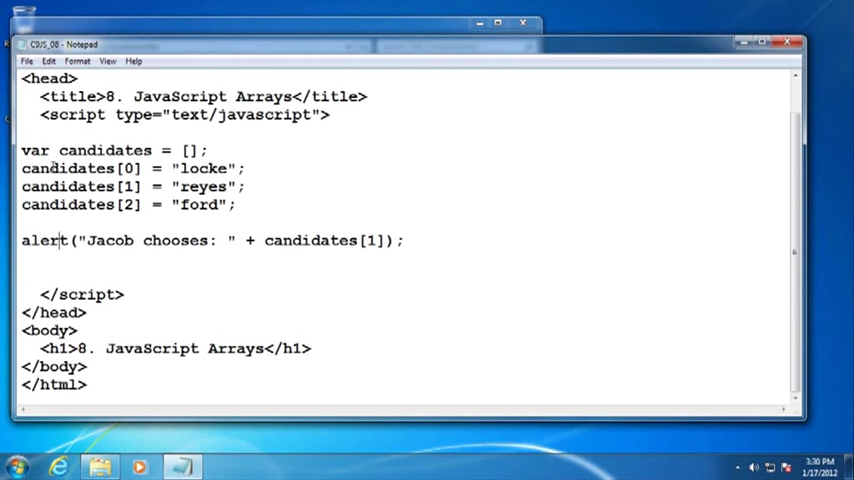 C9JS_08 - Notepad
File Edit Format View Help
<head>
<title>8. JavaScript Arrays</title>
<script type="text/javascript">
var candidates = [];
candidates[0] = "locke";
candidates[1] = "reyes";
candidates[2] = "ford";
alert("Jacob chooses: " + candidates[1]);
</script>
</head>
<body>
<h1>8. JavaScript Arrays</h1>
</body>
</html>
3:30 PM
1/17/2012